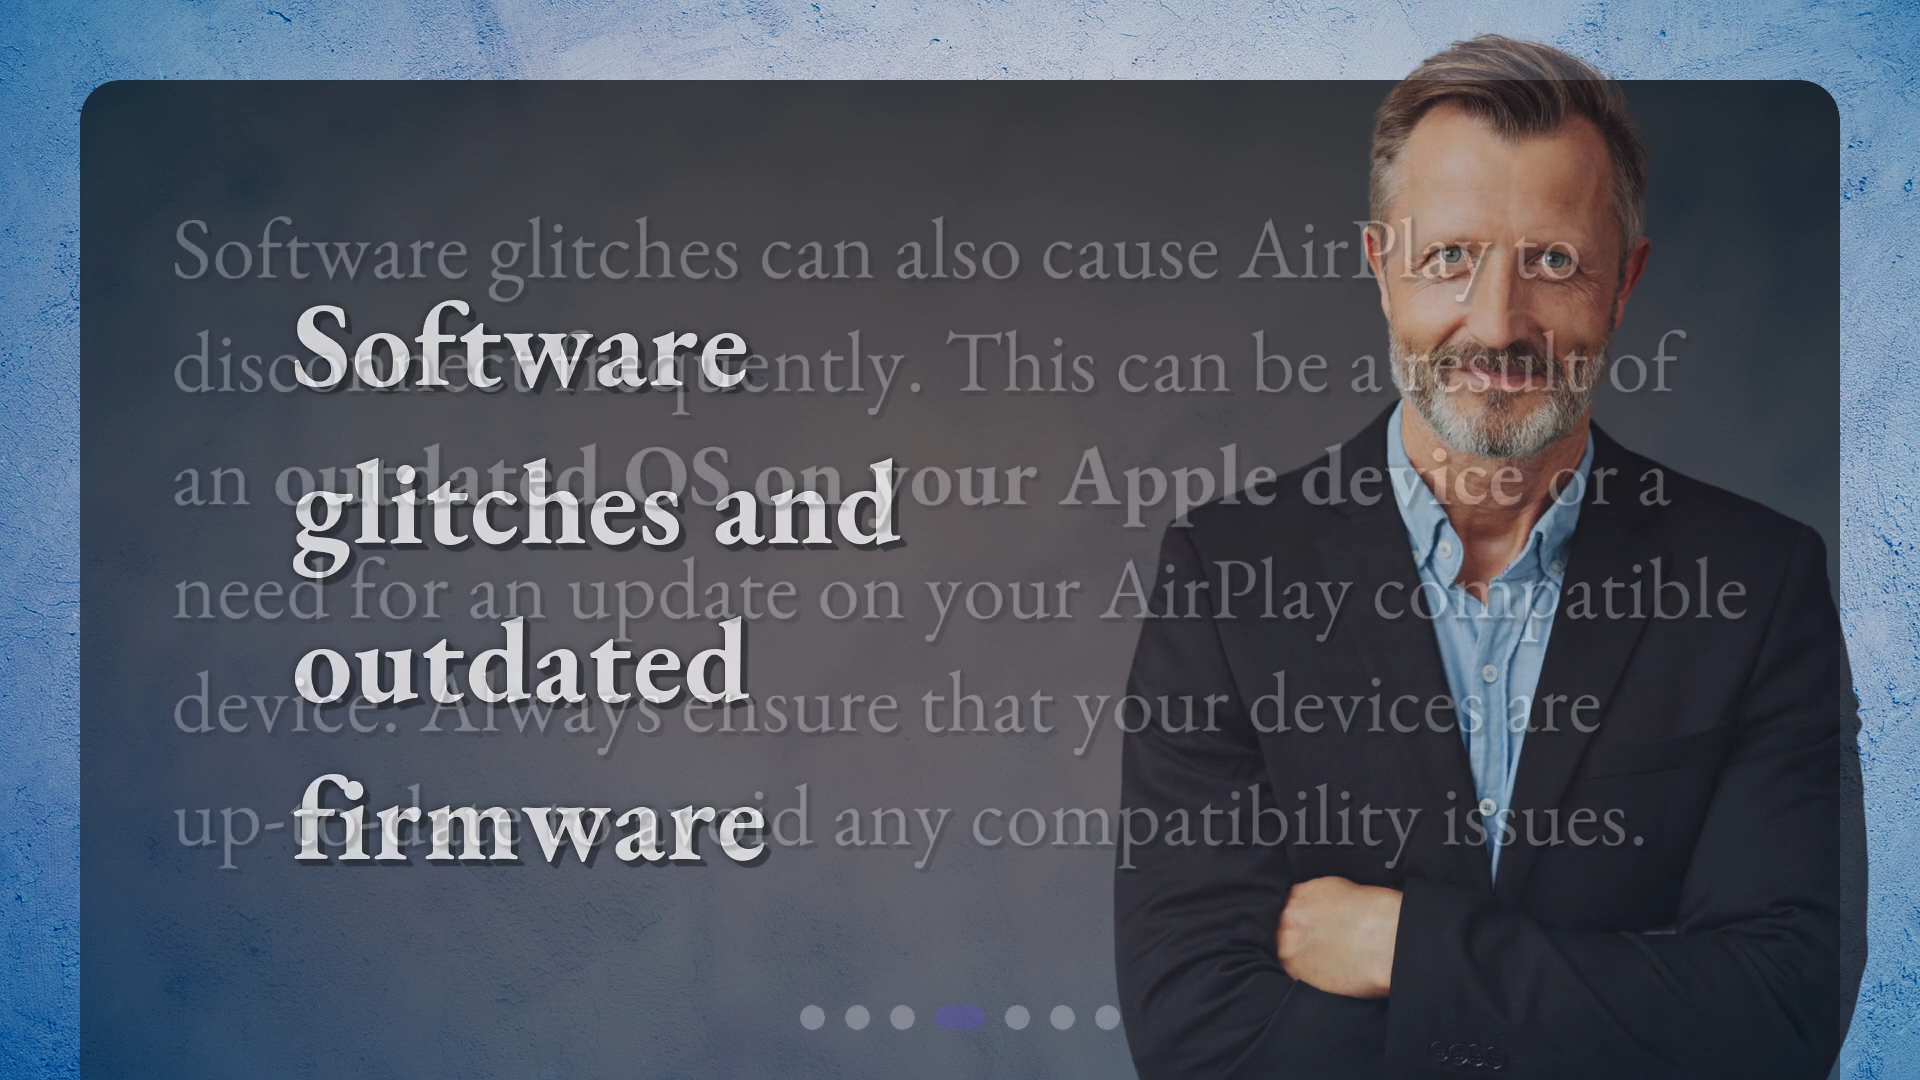 Software
glitches and
outdated
firmware
Software glitches can also cause AirPlay to
disconnect frequently. This can be a result of
an outdated OS on your Apple device or a
need for an update on your AirPlay compatible
device. Always ensure that your devices are
up-to-date to avoid any compatibility issues.